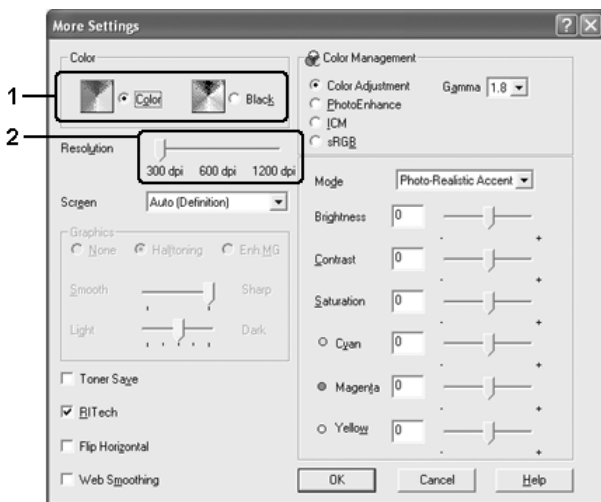 More Settings
Color
1
Color
Black
2
Resolution
300 dpi 600 dpi 1200 dpi
Screen
Auto (Definition)
Graphics
None
Halftoning
Enh.MG
Smooth
Sharp
Light
Dark
Toner Save
RITech
Flip Horizontal
Web Smoothing
Color Management
Color Adjustment
Gamma
1.8
PhotoEnhance
ICM
sRGB
Mode
Photo-Realistic Accent
Brightness
0
- +
Contrast
0
- +
Saturation
0
- +
Cyan
0
- +
Magenta
0
- +
Yellow
0
- +
OK
Cancel
Help